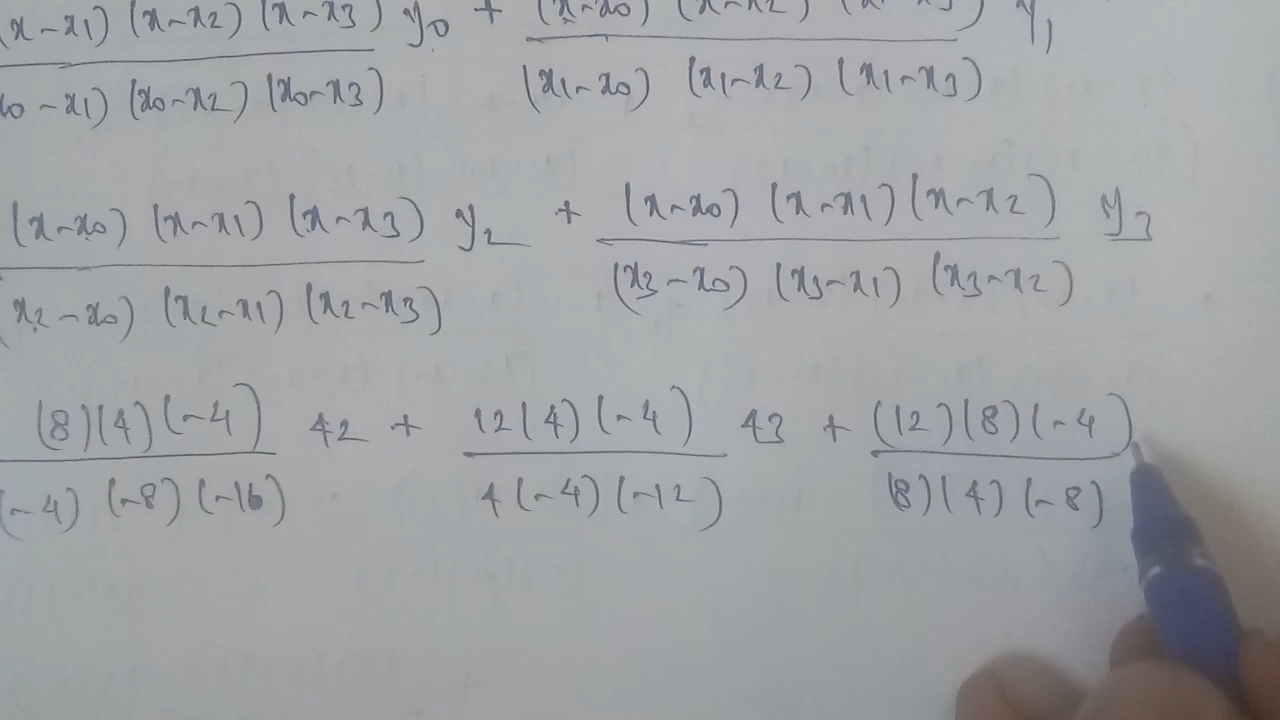 (x-x1) (x-x2) (x-x3) y0 + (x-x0) (x-x2) (x-x3) y1
x0-x1) (x0-x2) (x0-x3) (x1-x0) (x1-x2) (x1-x3)
(x-x0) (x-x1) (x-x3) y2 + (x-x0) (x-x1) (x-x2) y3
(x2-x0) (x2-x1) (x2-x3) (x3-x0) (x3-x1) (x3-x2)
(8)(4)(-4) 42 + 12(4)(-4) 43 + (12)(8)(-4)
(-4) (-8) (-16) 4(-4)(-12) (8)(4)(-8)